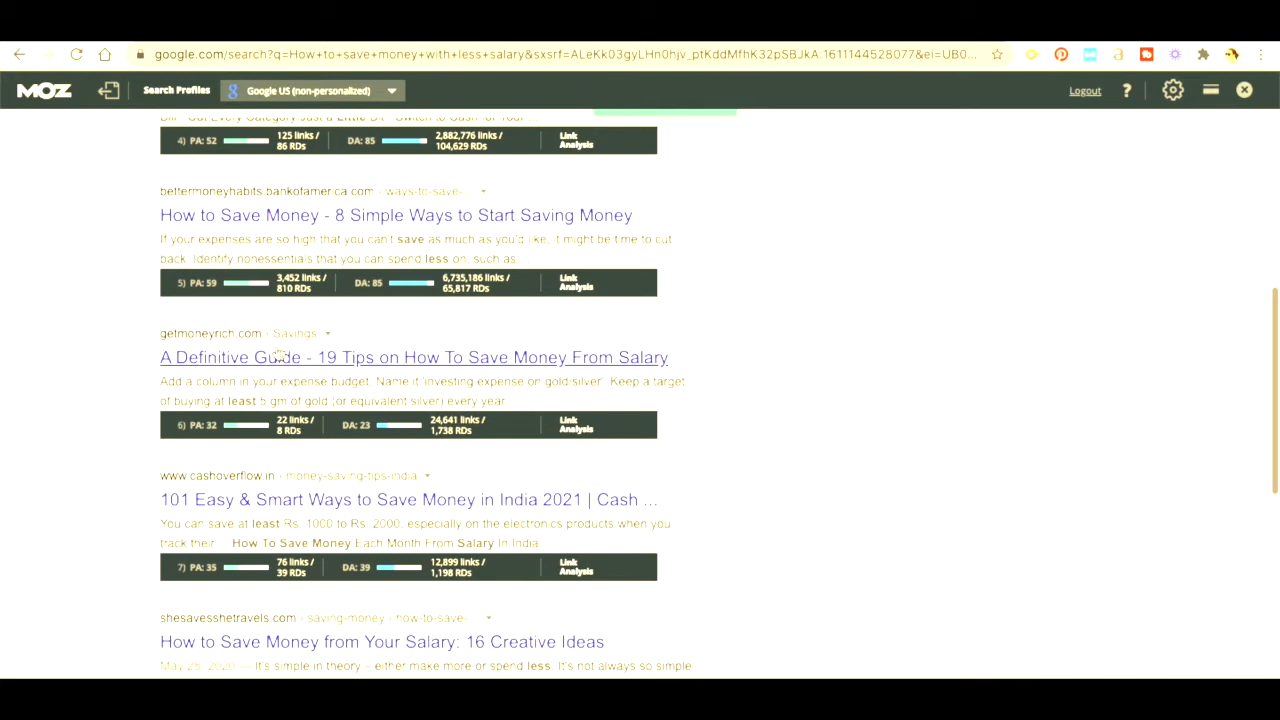 google.com/search?q=How+to+save+money+with+less+salary&sxsrf=ALeKk03gyLHn0hjv_ptKddMfhK32pSBJkA:1611144528077&ei=UB0...
MOZ Search Profiles Google US (non-personalized) Logout ?
Bill - Cut Every Category Just a Little Bit - Switch to Cash for Your ...
4) PA: 52 125 links / 86 RDs DA: 85 2,882,776 links / 104,629 RDs Link Analysis
bettermoneyhabits.bankofamerica.com › ways-to-save-
How to Save Money - 8 Simple Ways to Start Saving Money
If your expenses are so high that you can't save as much as you'd like, it might be time to cut
back. Identify nonessentials that you can spend less on, such as
5) PA: 59 3,452 links / 810 RDs DA: 85 6,735,186 links / 65,817 RDs Link Analysis
getmoneyrich.com › Savings
A Definitive Guide - 19 Tips on How To Save Money From Salary
Add a column in your expense budget. Name it 'investing expense on gold/silver'. Keep a target
of buying at least 5 gm of gold (or equivalent silver) every year
6) PA: 32 22 links / 8 RDs DA: 23 24,641 links / 1,738 RDs Link Analysis
www.cashoverflow.in › money-saving-tips-india
101 Easy & Smart Ways to Save Money in India 2021 | Cash ...
You can save at least Rs. 1000 to Rs. 2000, especially on the electronics products when you
track their ... How To Save Money Each Month From Salary In India
7) PA: 35 76 links / 39 RDs DA: 39 12,899 links / 1,198 RDs Link Analysis
shesavesshetravels.com › saving-money › how-to-save-
How to Save Money from Your Salary: 16 Creative Ideas
May 25, 2020 — It's simple in theory – either make more or spend less. It's not always so simple